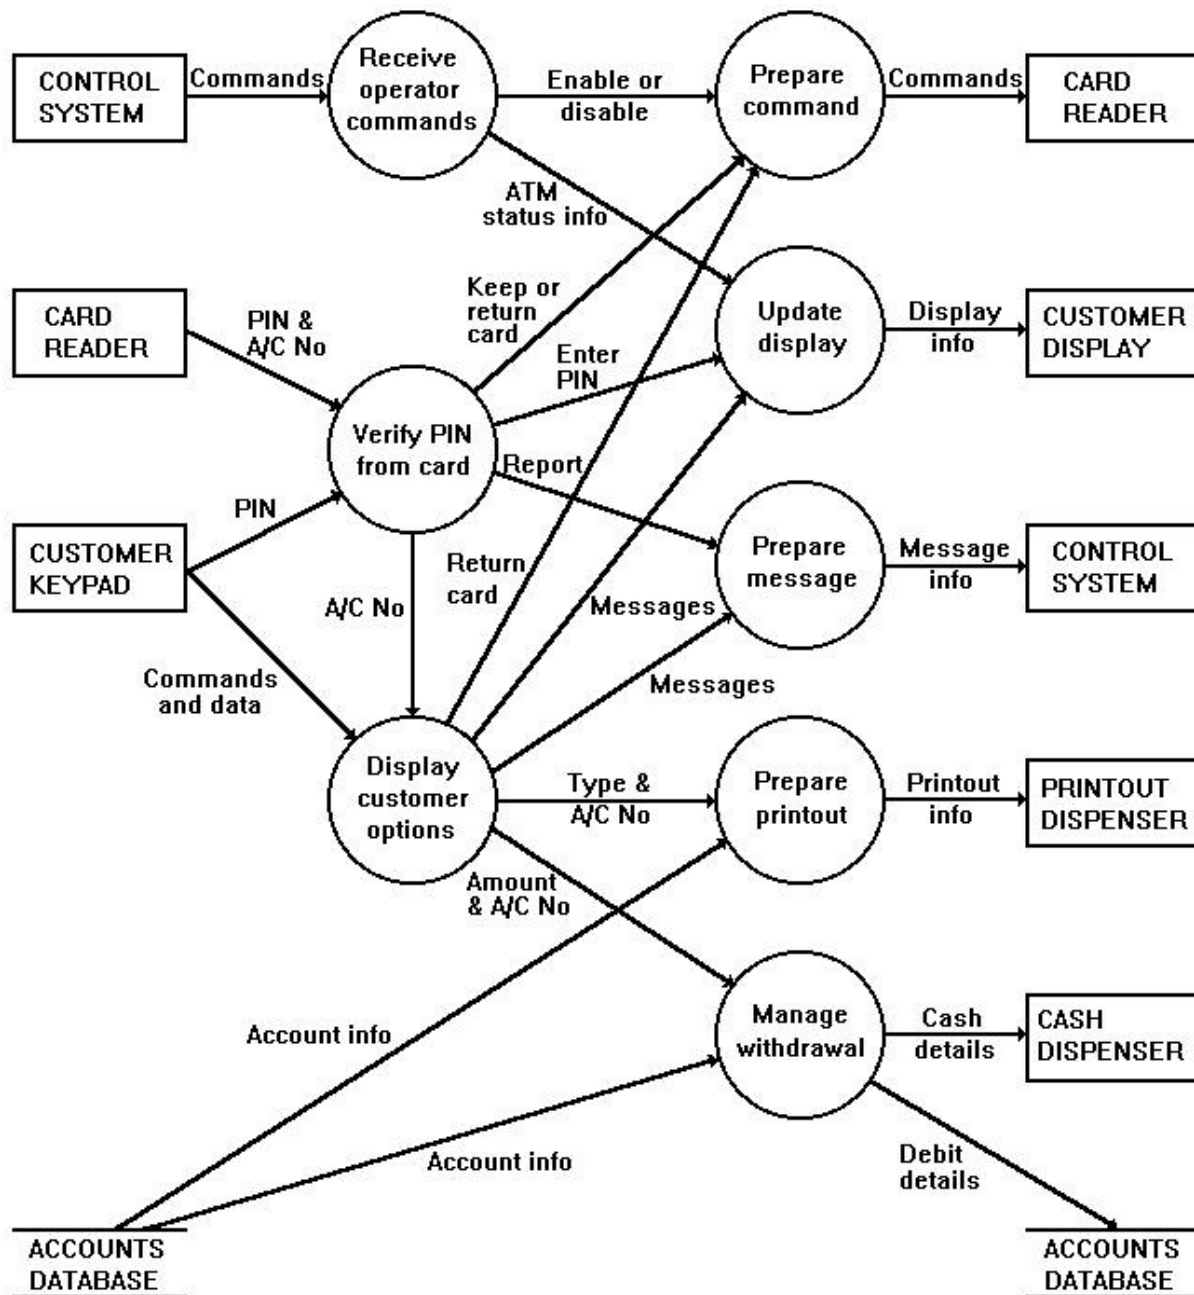 CONTROL
SYSTEM
Commands
Receive
operator
commands
Enable or
disable
Prepare
command
Commands
CARD
READER
ATM
status info
CARD
READER
PIN &
A/C No
Keep or
return
card
Enter
PIN
Update
display
Display
info
CUSTOMER
DISPLAY
Verify PIN
from card
Report
CUSTOMER
KEYPAD
PIN
A/C No
Return
card
Messages
Prepare
message
Message
info
CONTROL
SYSTEM
Commands
and data
Messages
Display
customer
options
Type &
A/C No
Prepare
printout
Printout
info
PRINTOUT
DISPENSER
Amount
& A/C No
Account info
Manage
withdrawal
Cash
details
CASH
DISPENSER
Account info
Debit
details
ACCOUNTS
DATABASE
ACCOUNTS
DATABASE